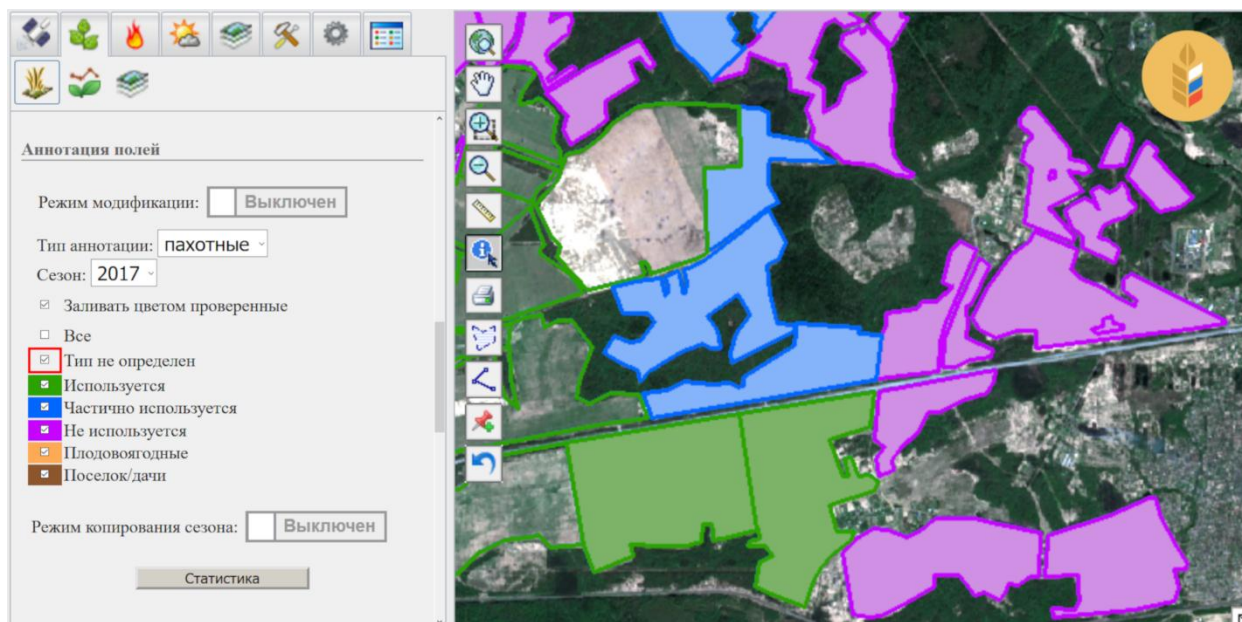 Аннотация полей
Режим модификации: Выключен
Тип аннотации: пахотные
Сезон: 2017
Заливать цветом проверенные
Все
Тип не определен
Используется
Частично используется
Не используется
Плодовоягодные
Поселок/дачи
Режим копирования сезона: Выключен
Статистика